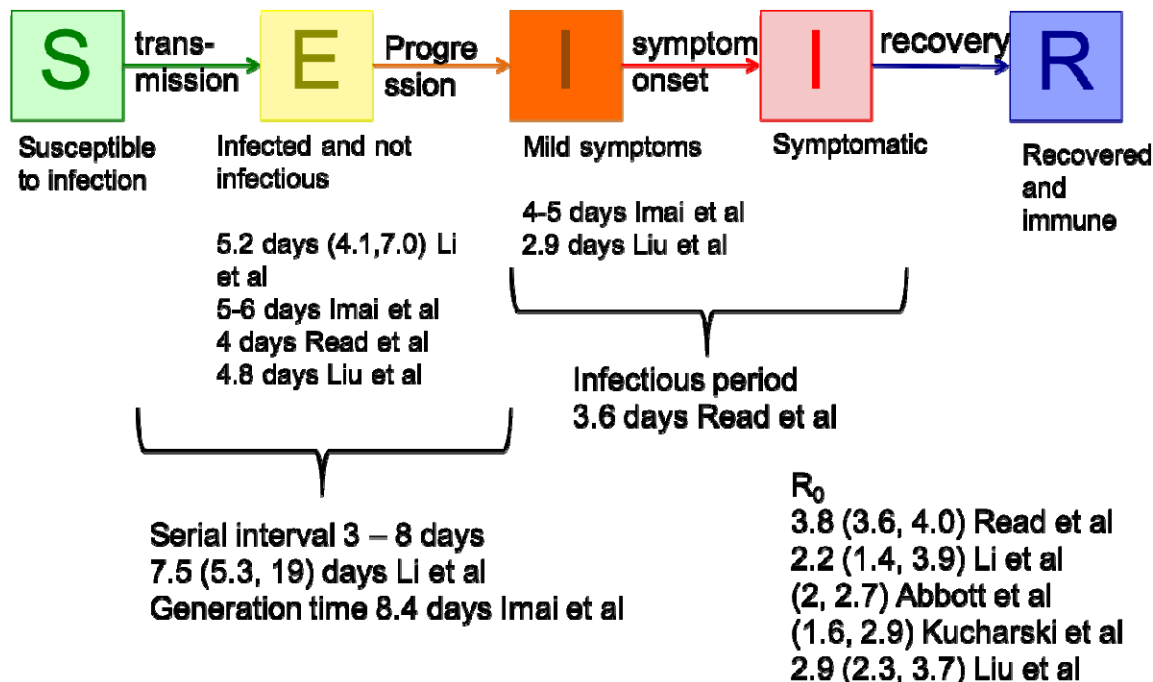 S
trans-
mission
E
Progre
ssion
I
symptom
onset
I
recovery
R
Susceptible
to infection
Infected and not
infectious
Mild symptoms
Symptomatic
Recovered
and
immune
5.2 days (4.1,7.0) Li
et al
5-6 days Imai et al
4 days Read et al
4.8 days Liu et al
4-5 days Imai et al
2.9 days Liu et al
Infectious period
3.6 days Read et al
Serial interval 3 – 8 days
7.5 (5.3, 19) days Li et al
Generation time 8.4 days Imai et al
R₀
3.8 (3.6, 4.0) Read et al
2.2 (1.4, 3.9) Li et al
(2, 2.7) Abbott et al
(1.6, 2.9) Kucharski et al
2.9 (2.3, 3.7) Liu et al